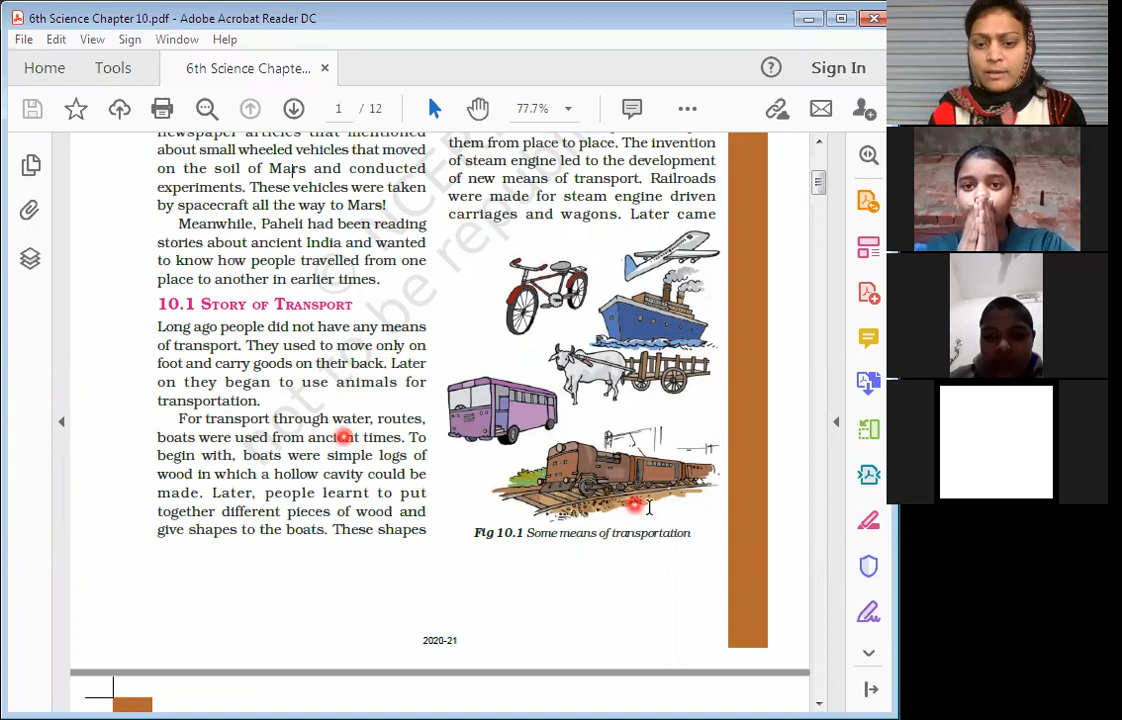 6th Science Chapter 10.pdf - Adobe Acrobat Reader DC
File Edit View Sign Window Help
Home Tools 6th Science Chapte... × Sign In
1 / 12 77.7%
newspaper articles that mentioned
about small wheeled vehicles that moved
on the soil of Mars and conducted
experiments. These vehicles were taken
by spacecraft all the way to Mars!
Meanwhile, Paheli had been reading
stories about ancient India and wanted
to know how people travelled from one
place to another in earlier times.
10.1 STORY OF TRANSPORT
Long ago people did not have any means
of transport. They used to move only on
foot and carry goods on their back. Later
on they began to use animals for
transportation.
For transport through water, routes,
boats were used from ancient times. To
begin with, boats were simple logs of
wood in which a hollow cavity could be
made. Later, people learnt to put
together different pieces of wood and
give shapes to the boats. These shapes
them from place to place. The invention
of steam engine led to the development
of new means of transport. Railroads
were made for steam engine driven
carriages and wagons. Later came
Fig 10.1 Some means of transportation
2020-21
© NCERT
not to be republished